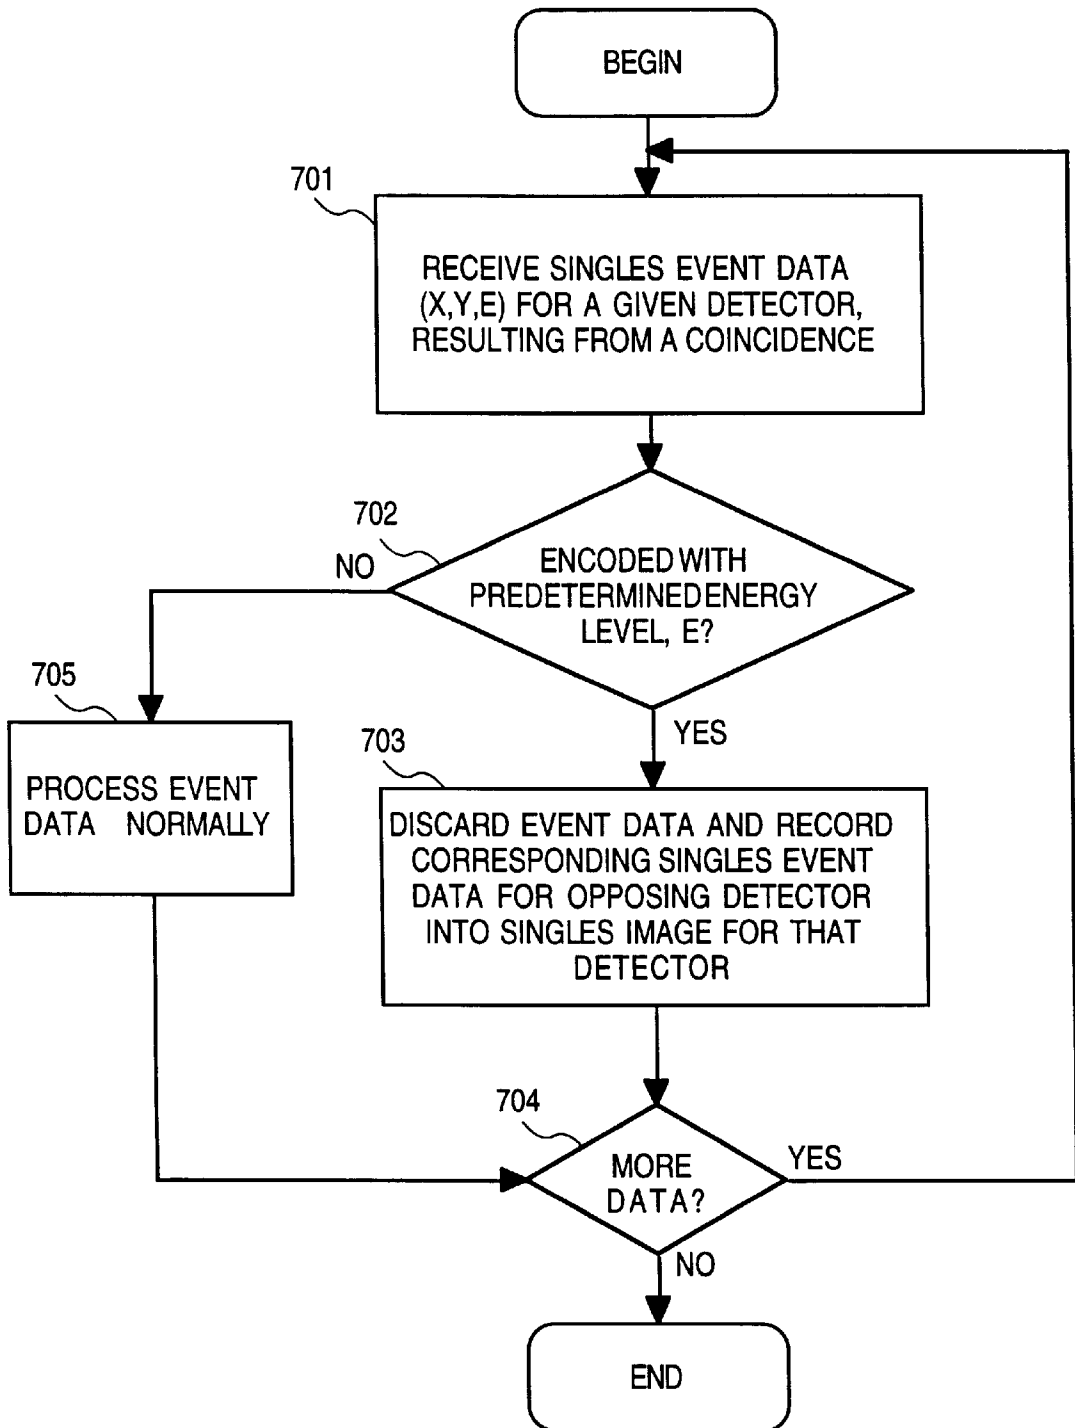 BEGIN
701
RECEIVE SINGLES EVENT DATA
(X,Y,E) FOR A GIVEN DETECTOR,
RESULTING FROM A COINCIDENCE
702
NO
ENCODED WITH
PREDETERMINED ENERGY
LEVEL, E?
YES
705
PROCESS EVENT
DATA NORMALLY
703
DISCARD EVENT DATA AND RECORD
CORRESPONDING SINGLES EVENT
DATA FOR OPPOSING DETECTOR
INTO SINGLES IMAGE FOR THAT
DETECTOR
704
MORE
DATA?
YES
NO
END